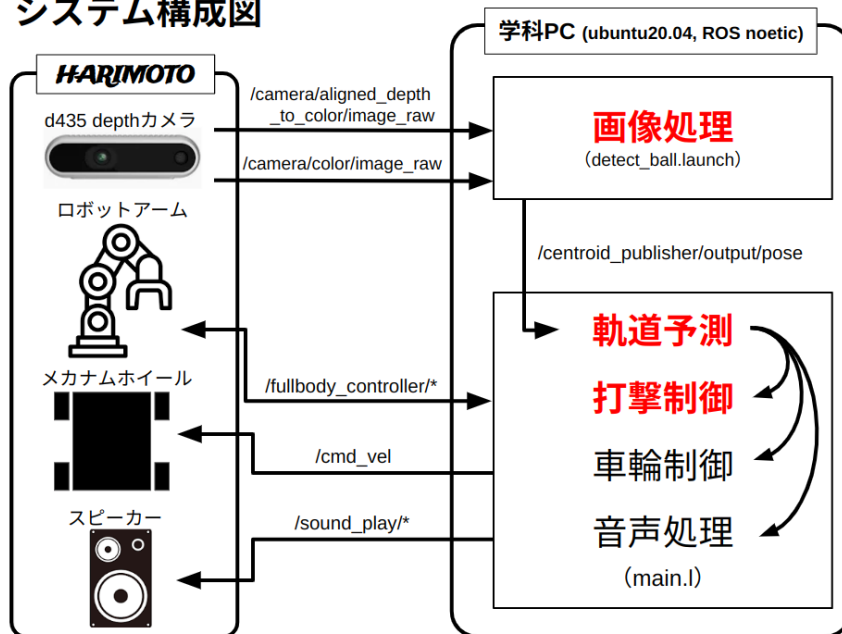 システム構成図
HARIMOTO
d435 depthカメラ
ロボットアーム
メカナムホイール
スピーカー
/camera/aligned_depth
_to_color/image_raw
/camera/color/image_raw
/fullbody_controller/*
/cmd_vel
/sound_play/*
学科PC (ubuntu20.04, ROS noetic)
画像処理
(detect_ball.launch)
/centroid_publisher/output/pose
軌道予測
打撃制御
車輪制御
音声処理
(main.l)